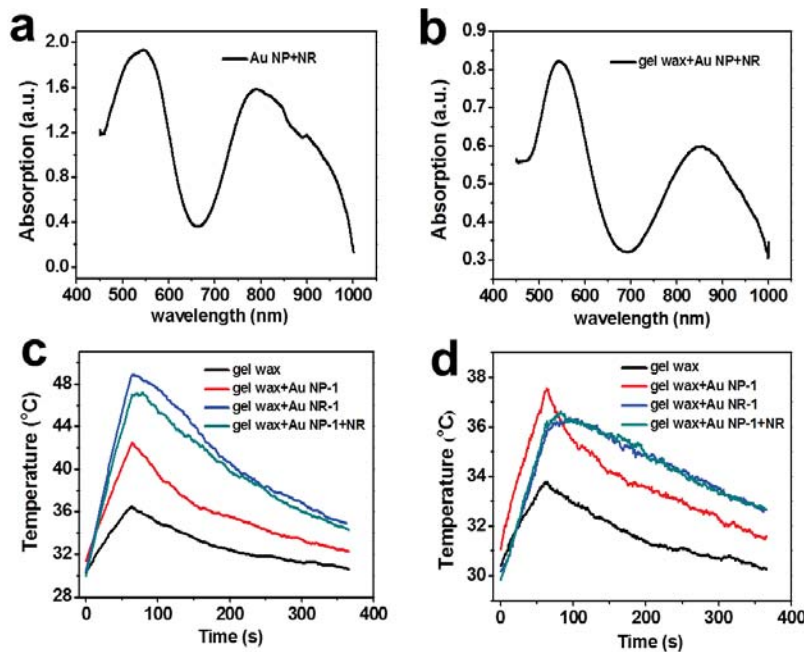 a
Au NP+NR
2.0
1.6
1.2
0.8
0.4
0.0
Absorption (a.u.)
400 500 600 700 800 900 1000
wavelength (nm)
b
gel wax+Au NP+NR
0.9
0.8
0.7
0.6
0.5
0.4
0.3
Absorption (a.u.)
400 500 600 700 800 900 1000
wavelength (nm)
c
gel wax
gel wax+Au NP-1
gel wax+Au NR-1
gel wax+Au NP-1+NR
48
44
40
36
32
28
Temperature (°C)
0 100 200 300 400
Time (s)
d
gel wax
gel wax+Au NP-1
gel wax+Au NR-1
gel wax+Au NP-1+NR
38
36
34
32
30
Temperature (°C)
0 100 200 300 400
Time (s)